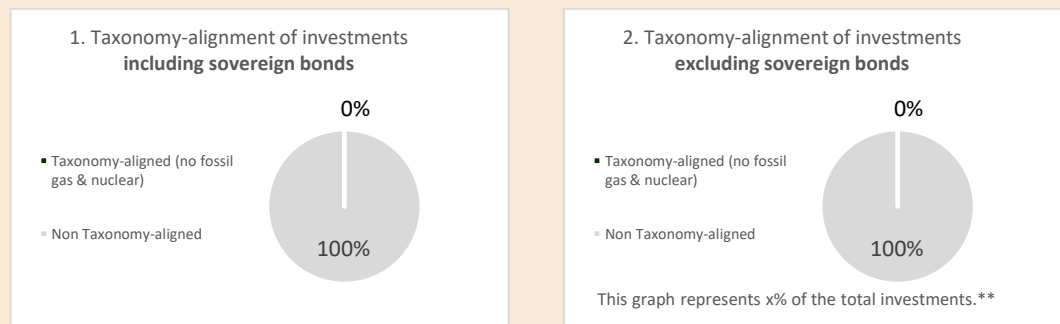 1. Taxonomy-alignment of investments
including sovereign bonds
0%
Taxonomy-aligned (no fossil
gas & nuclear)
Non Taxonomy-aligned
100%
2. Taxonomy-alignment of investments
excluding sovereign bonds
0%
Taxonomy-aligned (no fossil
gas & nuclear)
Non Taxonomy-aligned
100%
This graph represents x% of the total investments.**